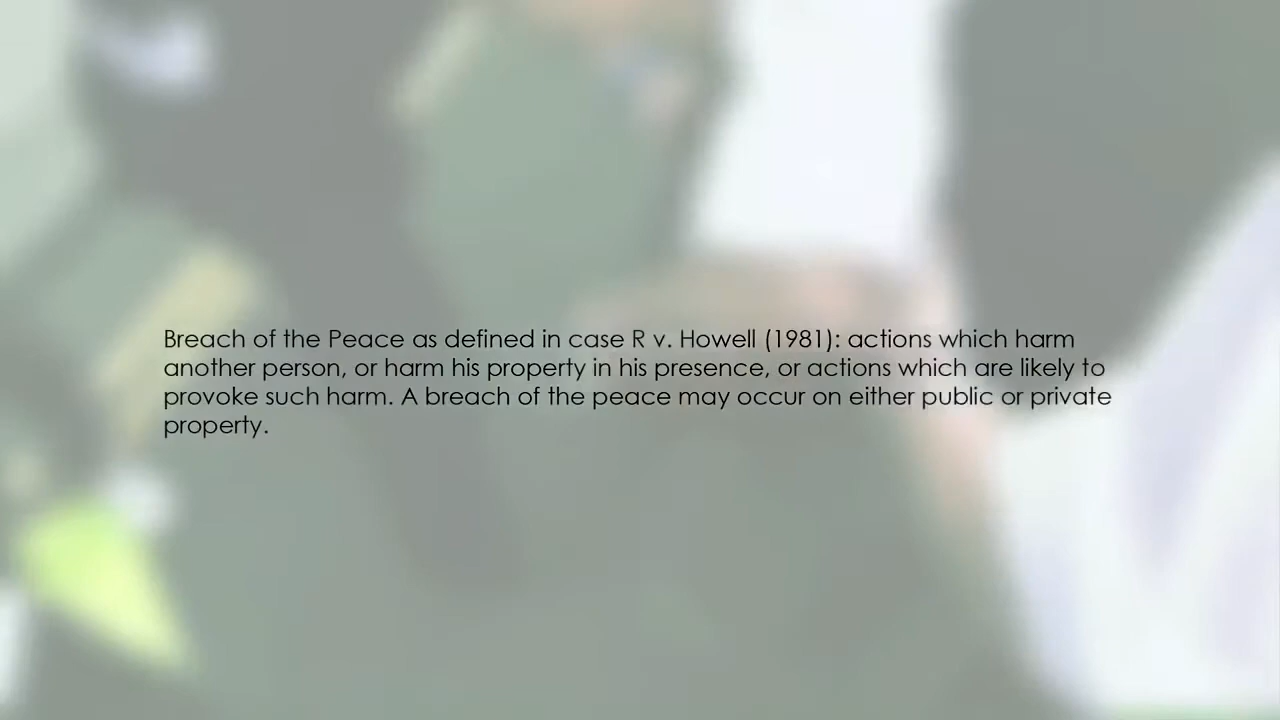 Breach of the Peace as defined in case R v. Howell (1981): actions which harm
another person, or harm his property in his presence, or actions which are likely to
provoke such harm. A breach of the peace may occur on either public or private
property.